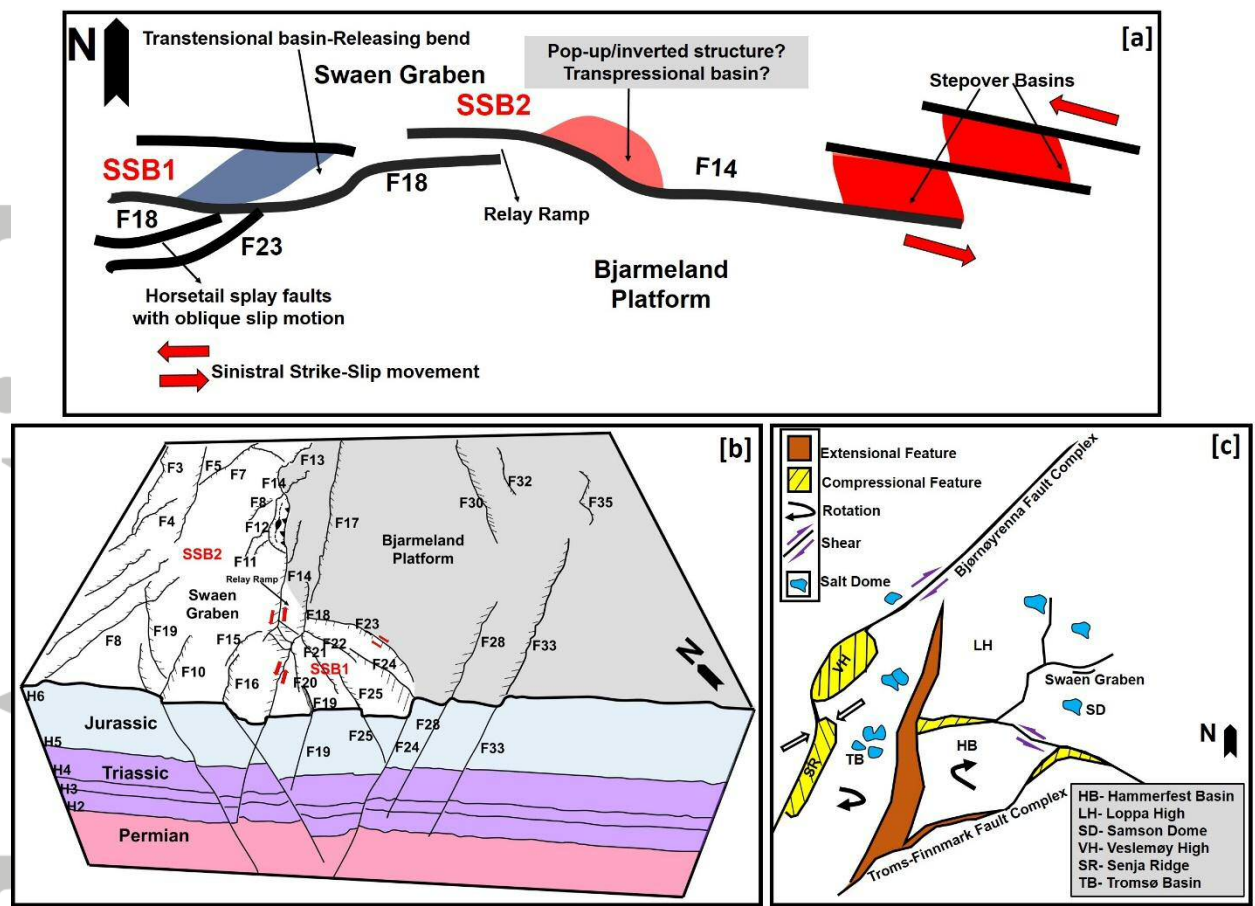 [a]
N
Transtensional basin-Releasing bend
Swaen Graben
Pop-up/inverted structure?
Transpressional basin?
SSB2
Stepover Basins
SSB1
F18
F14
F18
F23
Relay Ramp
Bjarmeland
Platform
Horsetail splay faults
with oblique slip motion
Sinistral Strike-Slip movement
[b]
F3
F5
F7
F13
F14
F8
F12
F17
F30
F32
F35
F4
Bjarmeland
Platform
F11
SSB2
Relay Ramp
F14
Swaen
Graben
F18
F23
F8
F19
F15
F22
F21
F24
SSB1
F28
F33
F10
F16
F20
F25
F19
N
H6
Jurassic
F19
F25
F24
F28
F33
H5
Triassic
H4
H3
H2
Permian
[c]
Extensional Feature
Compressional Feature
Rotation
Shear
Salt Dome
Bjørnøyrenna Fault Complex
LH
VH
Swaen Graben
SD
N
SR
TB
HB
Troms-Finnmark Fault Complex
HB- Hammerfest Basin
LH- Loppa High
SD- Samson Dome
VH- Veslemøy High
SR- Senja Ridge
TB- Tromsø Basin